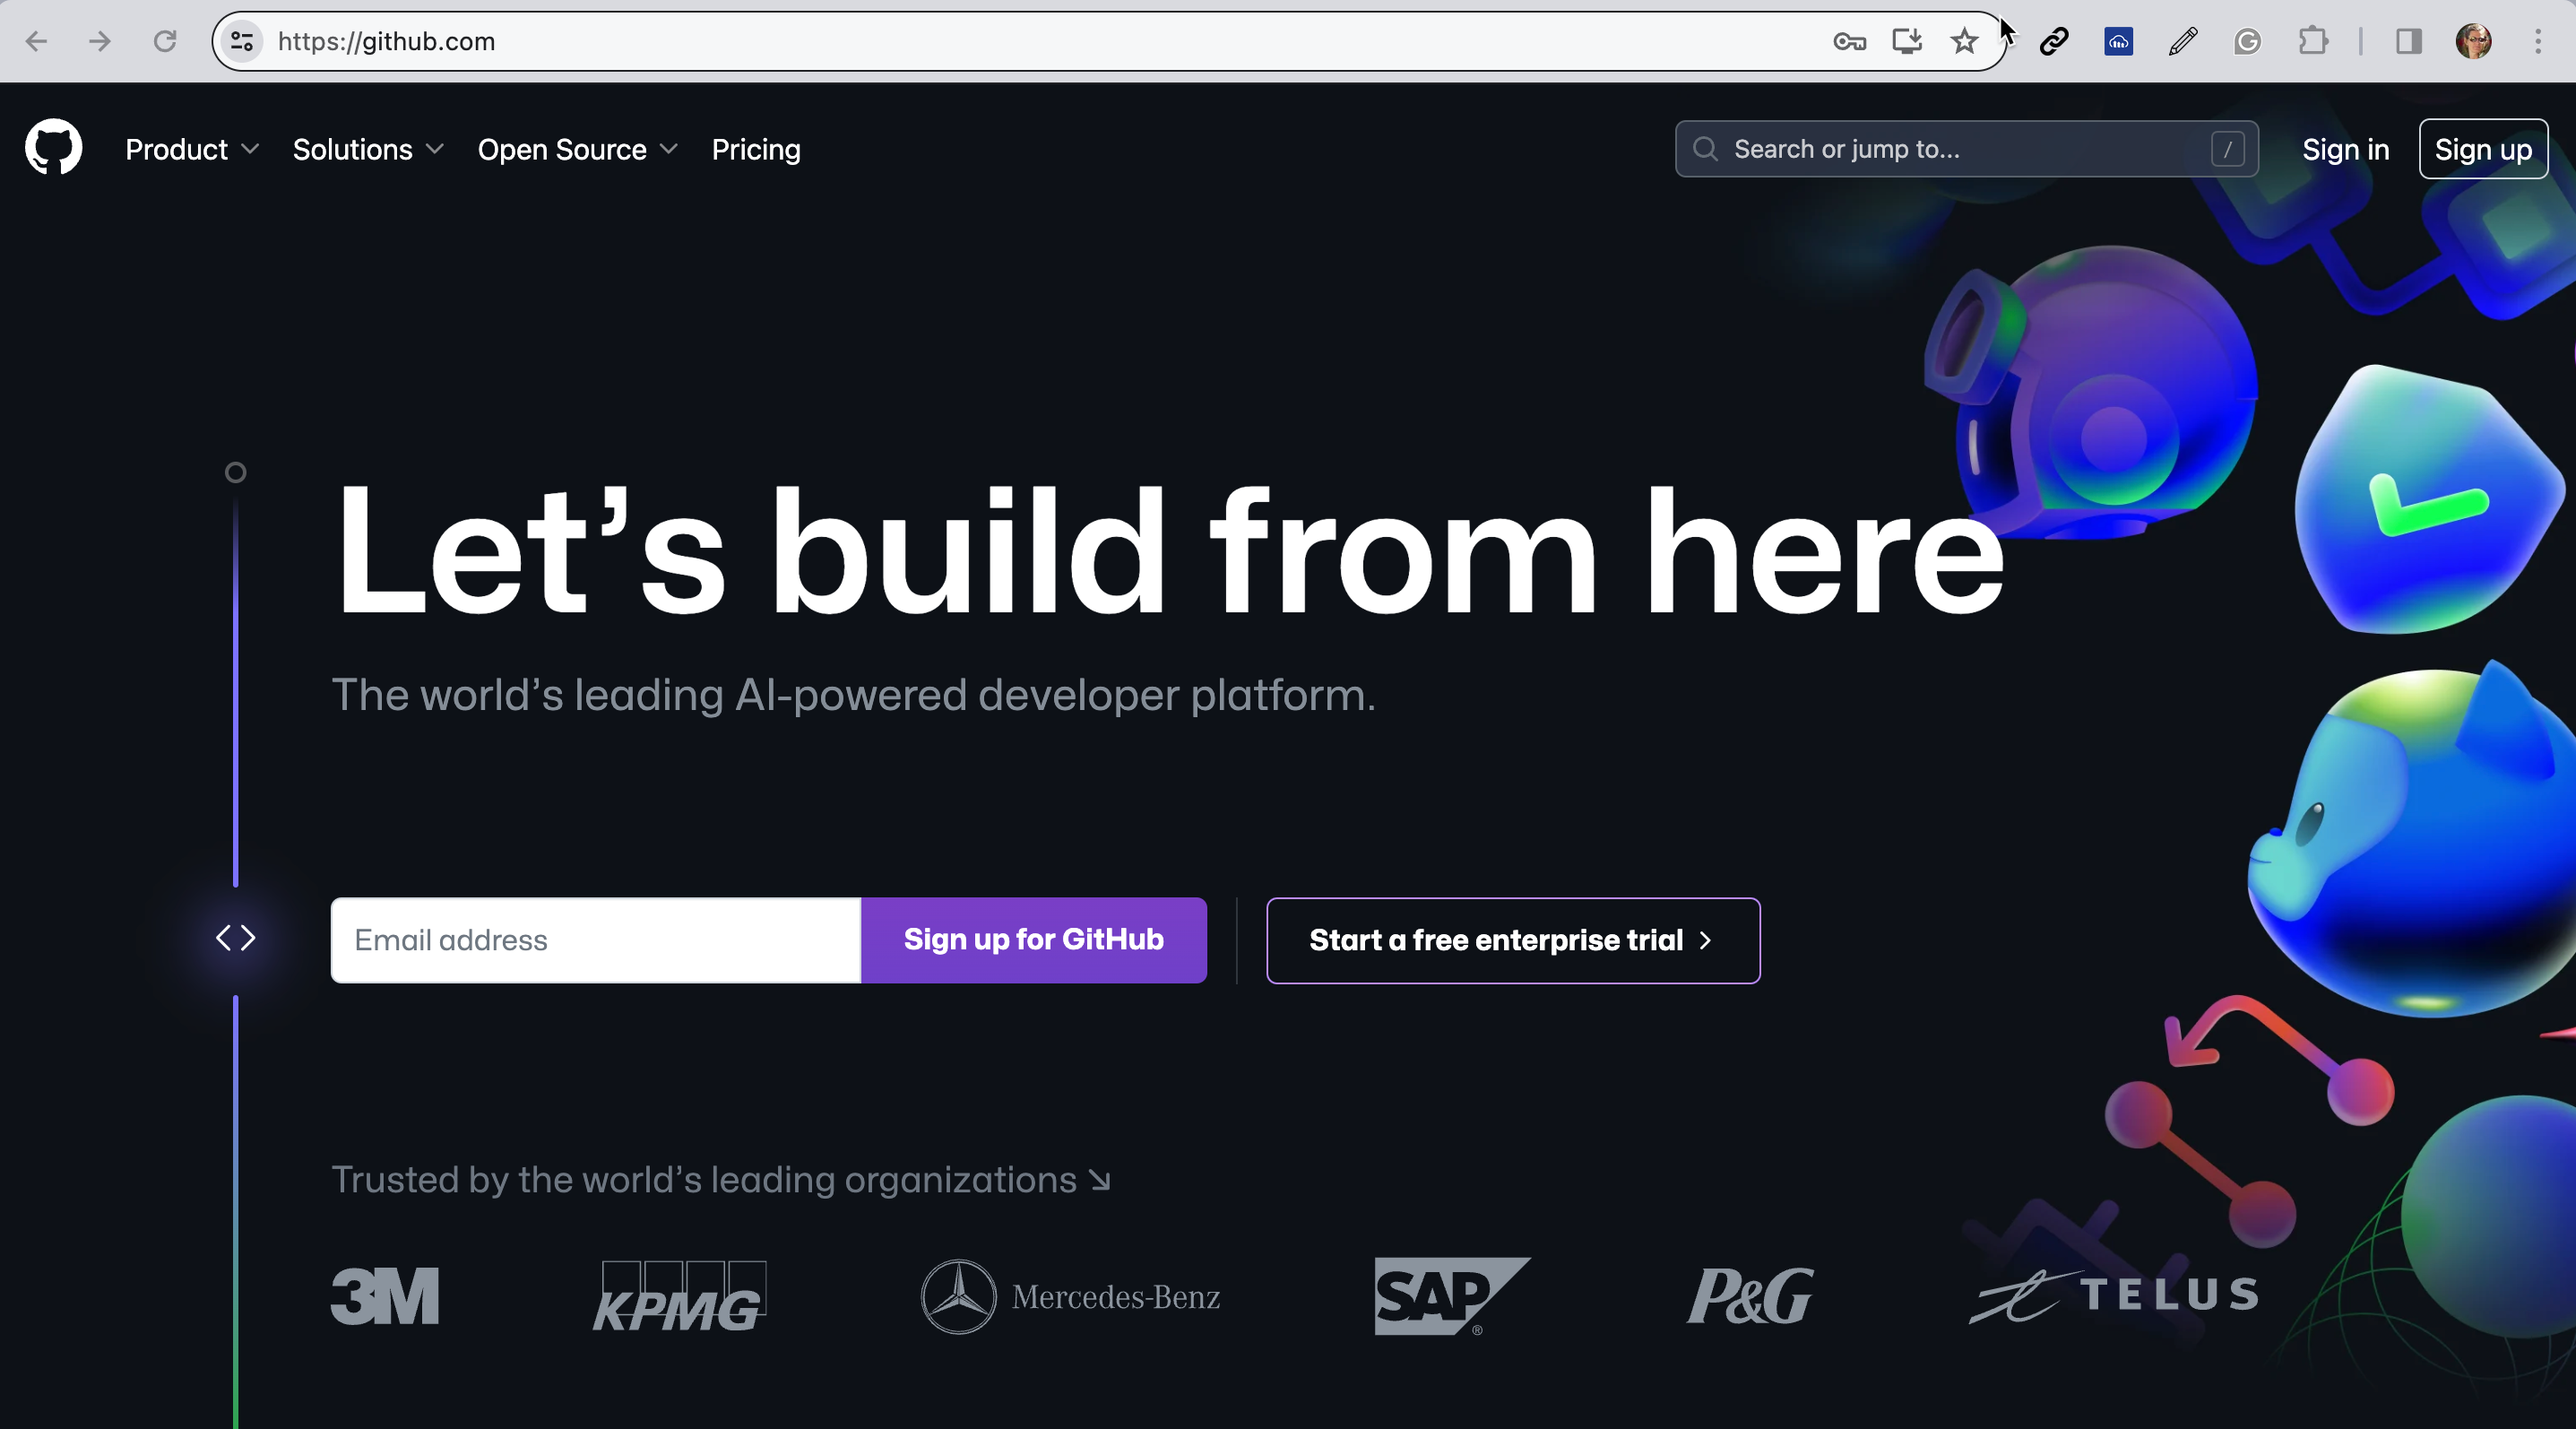 https://github.com
Product
Solutions
Open Source
Pricing
Search or jump to...
/
Sign in
Sign up
Let’s build from here
The world’s leading AI-powered developer platform.
Email address
Sign up for GitHub
Start a free enterprise trial
Trusted by the world’s leading organizations
3M
KPMG
Mercedes-Benz
SAP®
P&G
TELUS